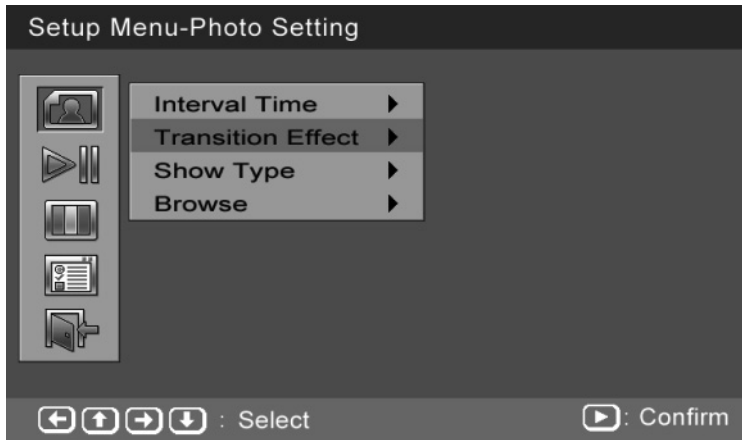 Setup Menu-Photo Setting
Interval Time
Transition Effect
Show Type
Browse
: Select
: Confirm